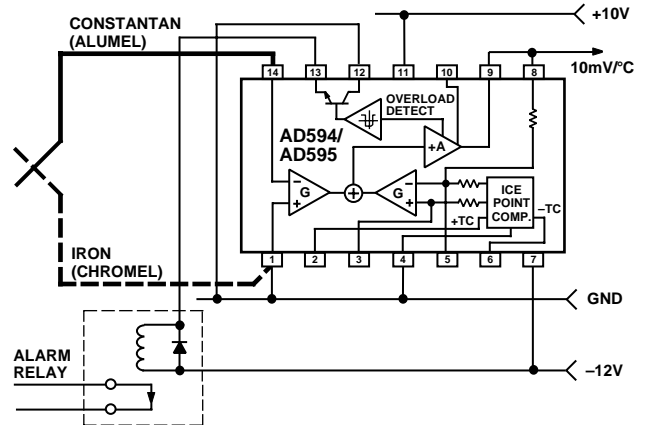 CONSTANTAN
(ALUMEL)
+10V
14 13 12 11 10 9 8
10mV/°C
OVERLOAD
DETECT
AD594/
AD595
+A
– + G
G – +
ICE
POINT
COMP.
+TC
–TC
IRON
(CHROMEL)
1 2 3 4 5 6 7
GND
ALARM
RELAY
–12V